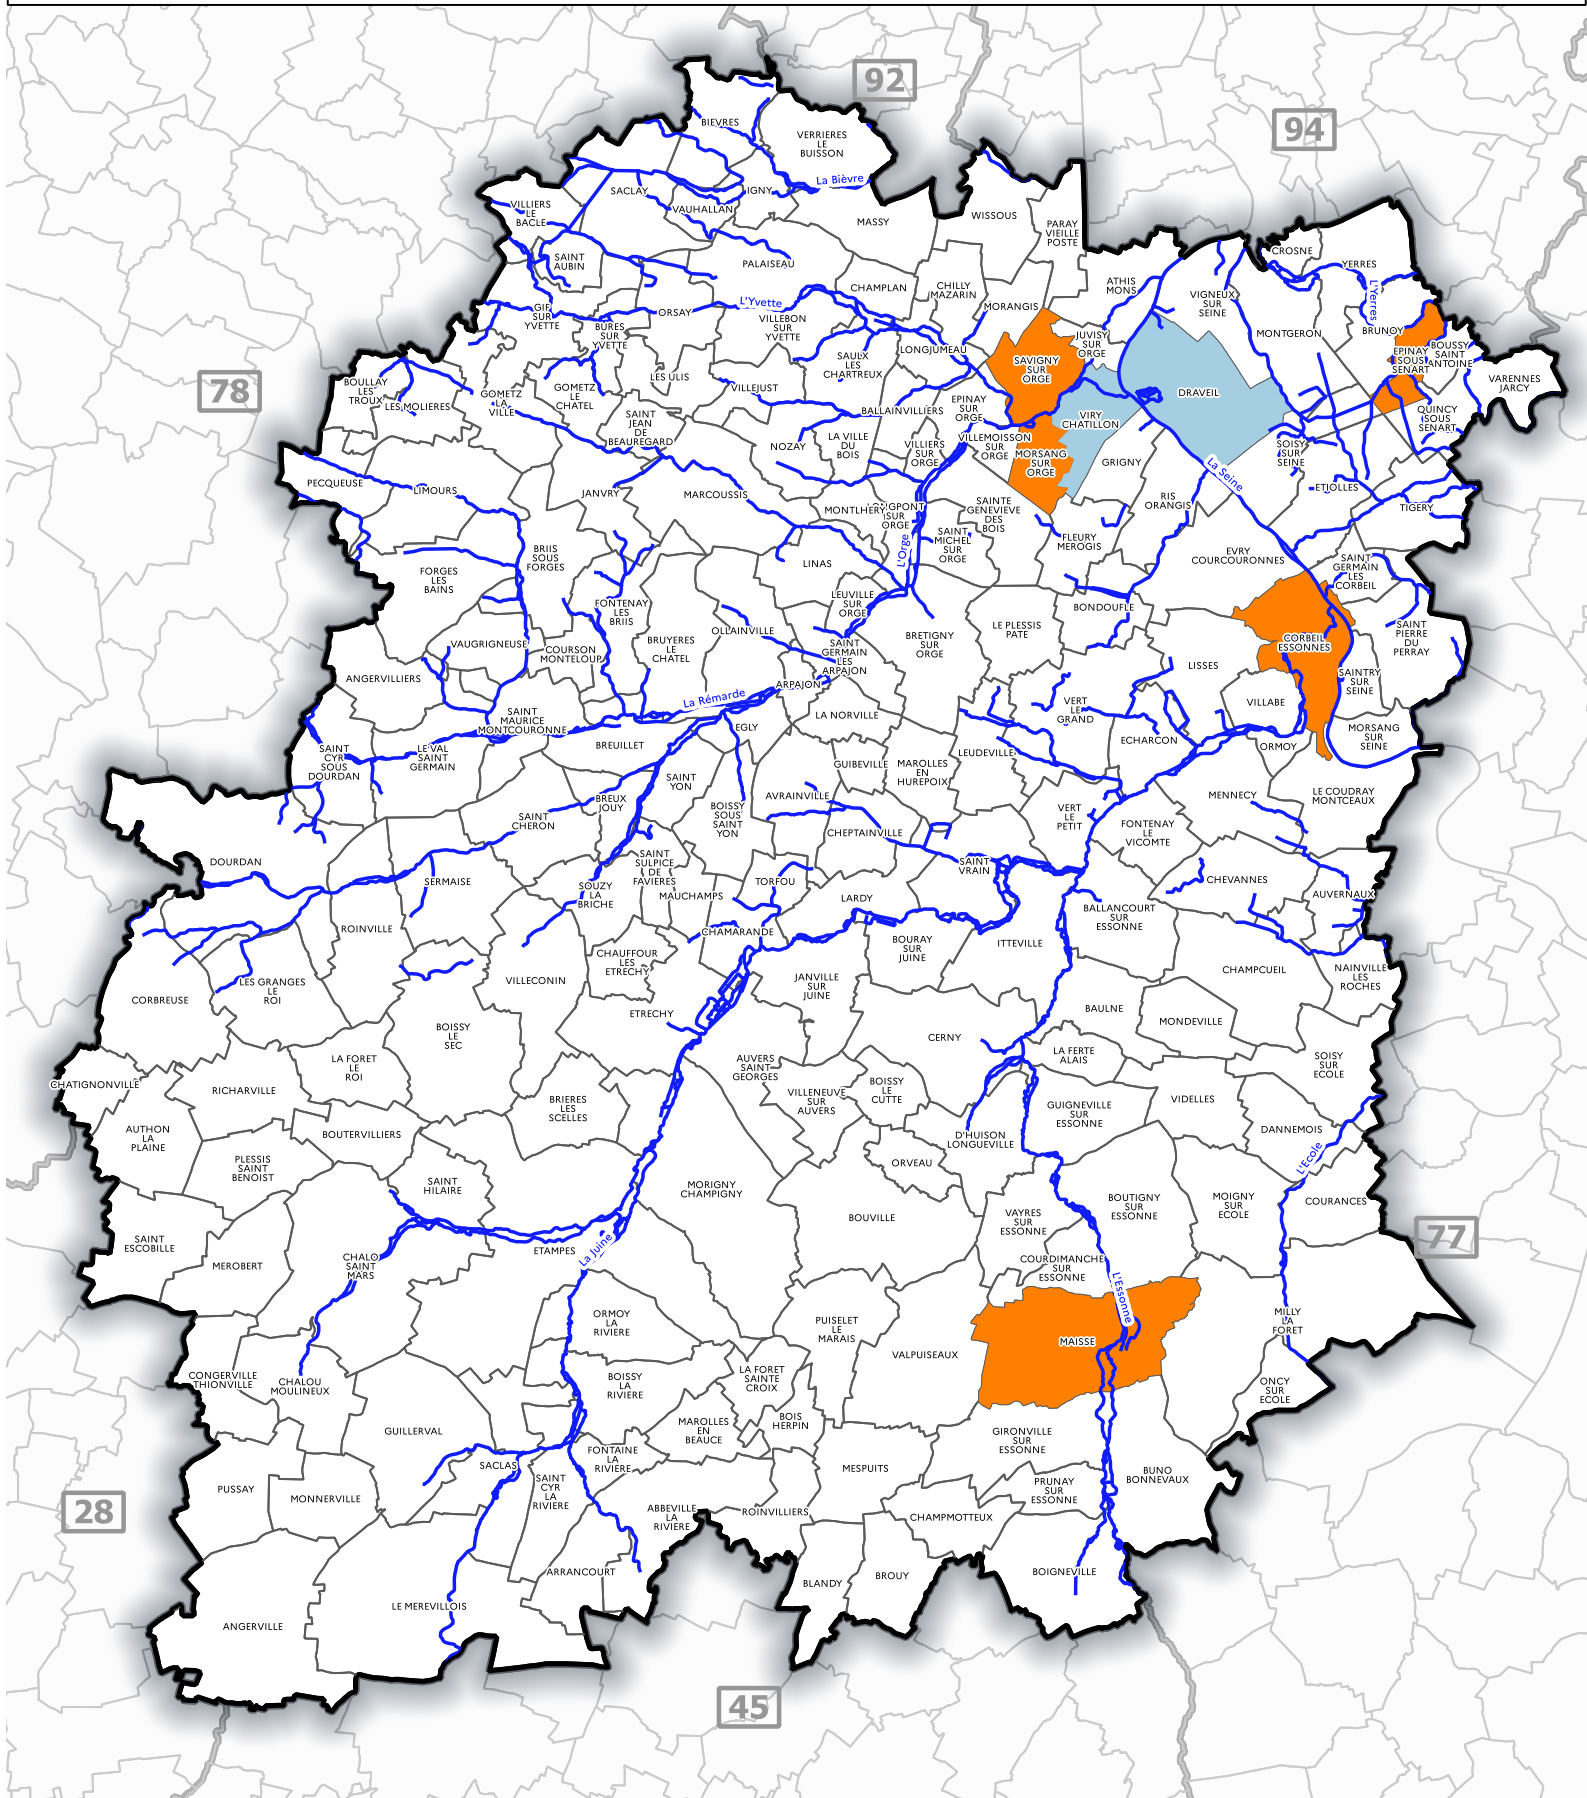 92
94
BIEVRES
VERRIERES
LE
BUISSON
La Bièvre
SACLAY
IGNY
VAUHALLAN
VILLIERS
LE
BACLE
MASSY
WISSOUS
PARAY
VIEILLE
POSTE
SAINT
AUBIN
PALAISEAU
CROSNE
YERRES
L'Yerres
CHAMPLAN
CHILLY
MAZARIN
ATHIS
MONS
VIGNEUX
SUR
SEINE
L'Yvette
GIF
SUR
YVETTE
ORSAY
MORANGIS
BURES
SUR
YVETTE
VILLEBON
SUR
YVETTE
MONTGERON
BRUNOY
JUVISY
SUR
ORGE
LONGJUMEAU
SAULX
LES
CHARTREUX
SAVIGNY
SUR
ORGE
EPINAY
SOUS
SENART
BOUSSY
SAINT
ANTOINE
VARENNES
JARCY
78
BOULLAY
LES
TROUX
LES MOLIERES
GOMETZ
LA
VILLE
GOMETZ
LE
CHATEL
LES ULIS
VILLEJUST
DRAVEIL
BALLAINVILLIERS
EPINAY
SUR
ORGE
VIRY
CHATILLON
QUINCY
SOUS
SENART
SAINT
JEAN
DE
BEAUREGARD
NOZAY
LA VILLE
DU
BOIS
VILLIERS
SUR
ORGE
VILLEMOISSON
SUR
ORGE
MORSANG
SUR
ORGE
GRIGNY
SOISY
SUR
SEINE
La Seine
PECQUEUSE
LIMOURS
JANVRY
MARCOUSSIS
MONTLHERY
LONGPONT
SUR
ORGE
SAINTE
GENEVIEVE
DES
BOIS
RIS
ORANGIS
ETIOLLES
TIGERY
L'Orge
SAINT
MICHEL
SUR
ORGE
FLEURY
MEROGIS
EVRY
COURCOURONNES
BRIIS
SOUS
FORGES
LINAS
SAINT
GERMAIN
LES
CORBEIL
FORGES
LES
BAINS
FONTENAY
LES
BRIIS
LEUVILLE
SUR
ORGE
BONDOUFLE
OLLAINVILLE
LE PLESSIS
PATE
BRETIGNY
SUR
ORGE
VAUGRIGNEUSE
COURSON
MONTELOUP
BRUYERES
LE
CHATEL
SAINT
GERMAIN
LES
ARPAJON
CORBEIL
ESSONNES
SAINT
PIERRE
DU
PERRAY
LISSES
ANGERVILLIERS
ARPAJON
La Rémarde
SAINTRY
SUR
SEINE
VILLABE
SAINT
MAURICE
MONTCOURONNE
LA NORVILLE
VERT
LE
GRAND
EGLY
BREUILLET
ECHARCON
ORMOY
MORSANG
SUR
SEINE
SAINT
CYR
SOUS
DOURDAN
LE VAL
SAINT
GERMAIN
LEUDEVILLE
GUIBEVILLE
MAROLLES
EN
HUREPOIX
SAINT
YON
AVRAINVILLE
BREUX
JOUY
BOISSY
SOUS
SAINT
YON
MENNECY
LE COUDRAY
MONTCEAUX
SAINT
CHERON
CHEPTAINVILLE
VERT
LE
PETIT
FONTENAY
LE
VICOMTE
DOURDAN
SERMAISE
SAINT
SULPICE
DE
FAVIERES
SOUZY
LA
BRICHE
MAUCHAMPS
TORFOU
SAINT
VRAIN
CHEVANNES
AUVERNAUX
LARDY
ROINVILLE
CHAMARANDE
BALLANCOURT
SUR
ESSONNE
BOURAY
SUR
JUINE
ITTEVILLE
CHAUFFOUR
LES
ETRECHY
VILLECONIN
LES GRANGES
LE
ROI
CORBREUSE
JANVILLE
SUR
JUINE
CHAMPCUEIL
NAINVILLE
LES
ROCHES
ETRECHY
BAULNE
MONDEVILLE
BOISSY
LE
SEC
CERNY
LA FERTE
ALAIS
SOISY
SUR
ECOLE
LA FORET
LE
ROI
AUVERS
SAINT
GEORGES
CHATIGNONVILLE
RICHARVILLE
VILLENEUVE
SUR
AUVERS
BOISSY
LE
CUTTE
BRIERES
LES
SCELLES
GUIGNEVILLE
SUR
ESSONNE
VIDELLES
AUTHON
LA
PLAINE
BOUTERVILLIERS
D'HUISON
LONGUEVILLE
DANNEMOIS
L'Ecole
PLESSIS
SAINT
BENOIST
ORVEAU
SAINT
HILAIRE
MORIGNY
CHAMPIGNY
BOUTIGNY
SUR
ESSONNE
MOIGNY
SUR
ECOLE
COURANCES
BOUVILLE
VAYRES
SUR
ESSONNE
77
SAINT
ESCOBILLE
MEROBERT
CHALO
SAINT
MARS
ETAMPES
La Juine
COURDIMANCHE
SUR
ESSONNE
L'Essonne
ORMOY
LA
RIVIERE
PUISELET
LE
MARAIS
MAISSE
MILLY
LA
FORET
VALPUISEAUX
CONGERVILLE
THIONVILLE
CHALOU
MOULINEUX
BOISSY
LA
RIVIERE
LA FORET
SAINTE
CROIX
ONCY
SUR
ECOLE
GUILLERVAL
MAROLLES
EN
BEAUCE
BOIS
HERPIN
GIRONVILLE
SUR
ESSONNE
FONTAINE
LA
RIVIERE
MESPUITS
SACLAS
BUNO
BONNEVAUX
28
PUSSAY
MONNERVILLE
SAINT
CYR
LA
RIVIERE
PRUNAY
SUR
ESSONNE
ABBEVILLE
LA
RIVIERE
ROINVILLIERS
CHAMPMOTTEUX
ARRANCOURT
BLANDY
BROUY
BOIGNEVILLE
LE MEREVILLOIS
ANGERVILLE
45